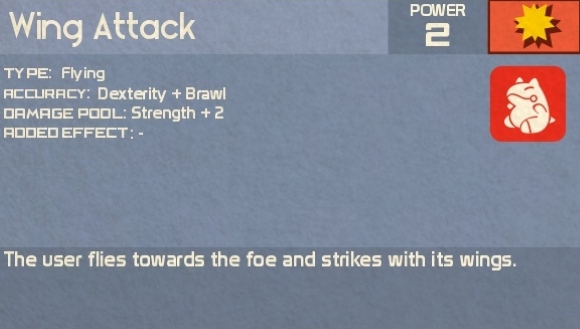 Wing Attack
POWER
2
TYPE: Flying
ACCURACY: Dexterity + Brawl
DAMAGE POOL: Strength + 2
ADDED EFFECT: -
The user flies towards the foe and strikes with its wings.